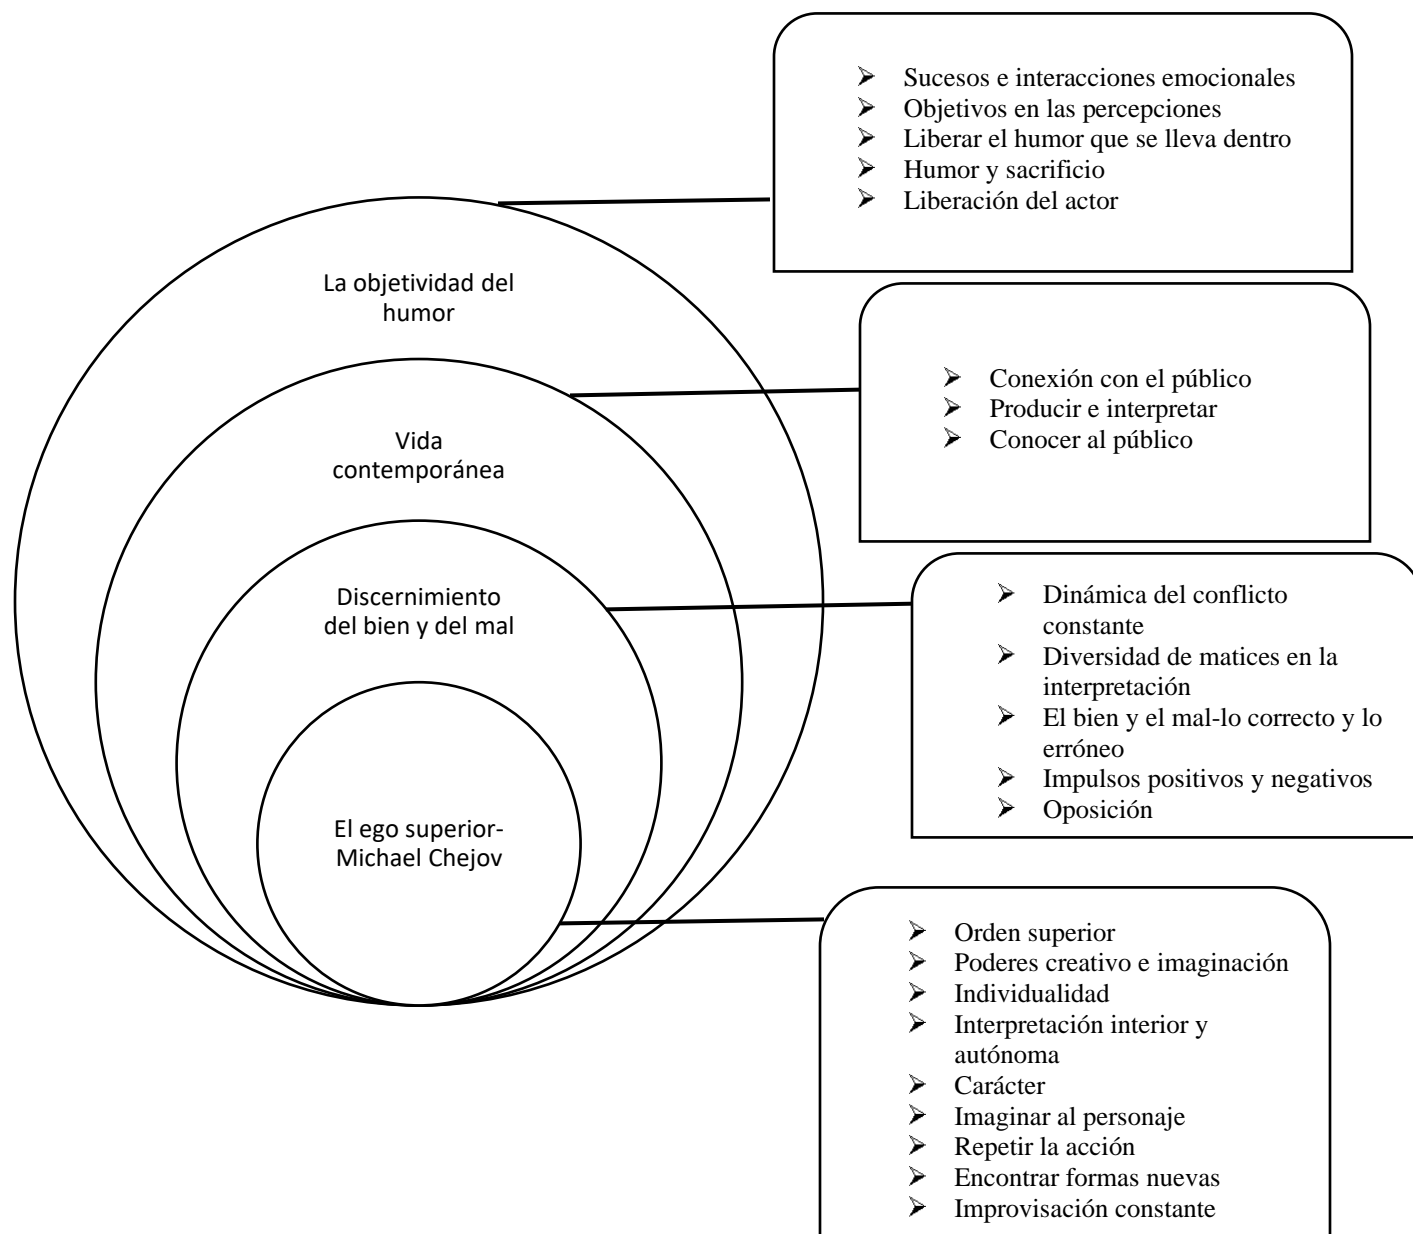 ➢ Sucesos e interacciones emocionales
➢ Objetivos en las percepciones
➢ Liberar el humor que se lleva dentro
➢ Humor y sacrificio
➢ Liberación del actor
La objetividad del
humor
➢ Conexión con el público
➢ Producir e interpretar
➢ Conocer al público
Vida
contemporánea
➢ Dinámica del conflicto
constante
➢ Diversidad de matices en la
interpretación
➢ El bien y el mal-lo correcto y lo
erróneo
➢ Impulsos positivos y negativos
➢ Oposición
Discernimiento
del bien y del mal
El ego superior-
Michael Chejov
➢ Orden superior
➢ Poderes creativo e imaginación
➢ Individualidad
➢ Interpretación interior y
autónoma
➢ Carácter
➢ Imaginar al personaje
➢ Repetir la acción
➢ Encontrar formas nuevas
➢ Improvisación constante